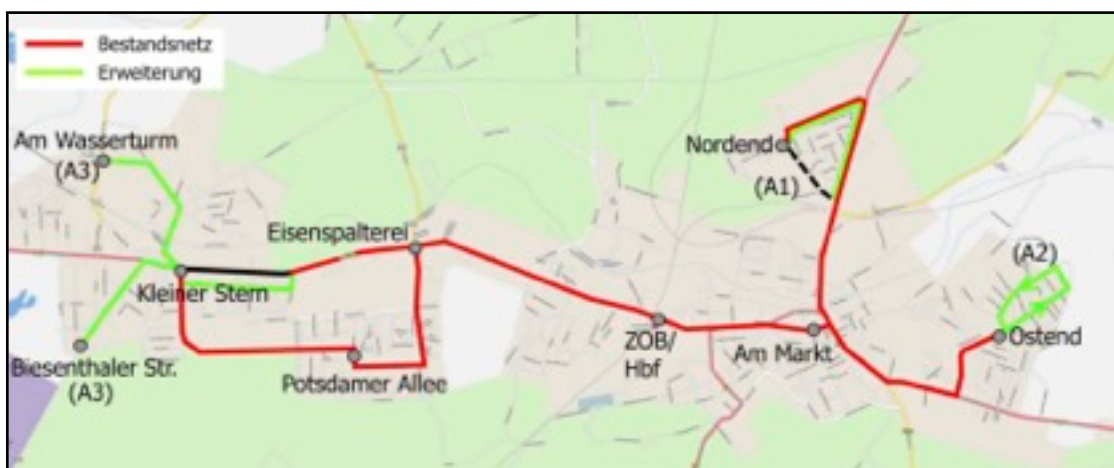 Bestandsnetz
Erweiterung
Am Wasserturm
(A3)
Nordend
(A1)
Eisenspalterei
(A2)
Kleiner Stern
Ostend
ZOB/
Hbf
Am Markt
Biesenthaler Str.
(A3)
Potsdamer Allee